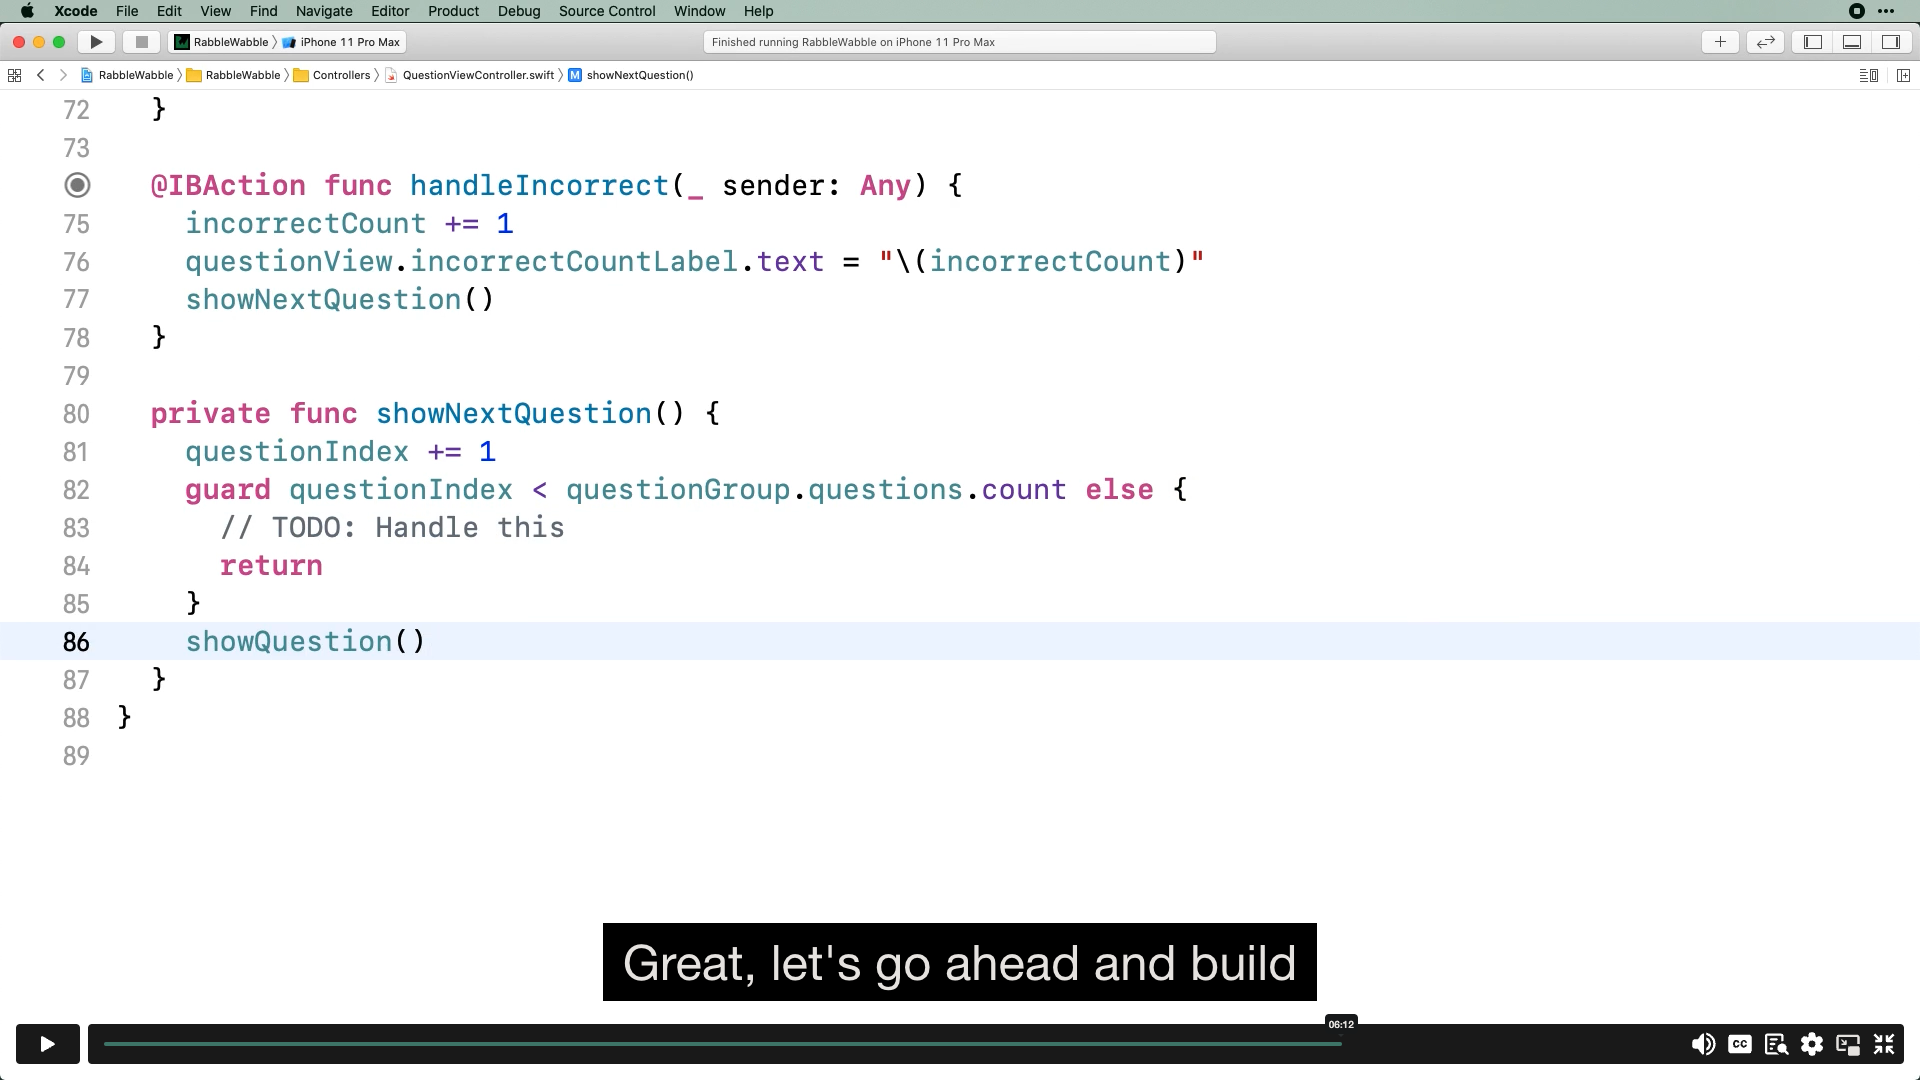 Xcode File Edit View Find Navigate Editor Product Debug Source Control Window Help
RabbleWabble iPhone 11 Pro Max Finished running RabbleWabble on iPhone 11 Pro Max
RabbleWabble RabbleWabble Controllers QuestionViewController.swift M showNextQuestion()
72 }
73
@IBAction func handleIncorrect(_ sender: Any) {
75 incorrectCount += 1
76 questionView.incorrectCountLabel.text = "\(incorrectCount)"
77 showNextQuestion()
78 }
79
80 private func showNextQuestion() {
81 questionIndex += 1
82 guard questionIndex < questionGroup.questions.count else {
83 // TODO: Handle this
84 return
85 }
86 showQuestion()
87 }
88 }
89
Great, let's go ahead and build
06:12
CC